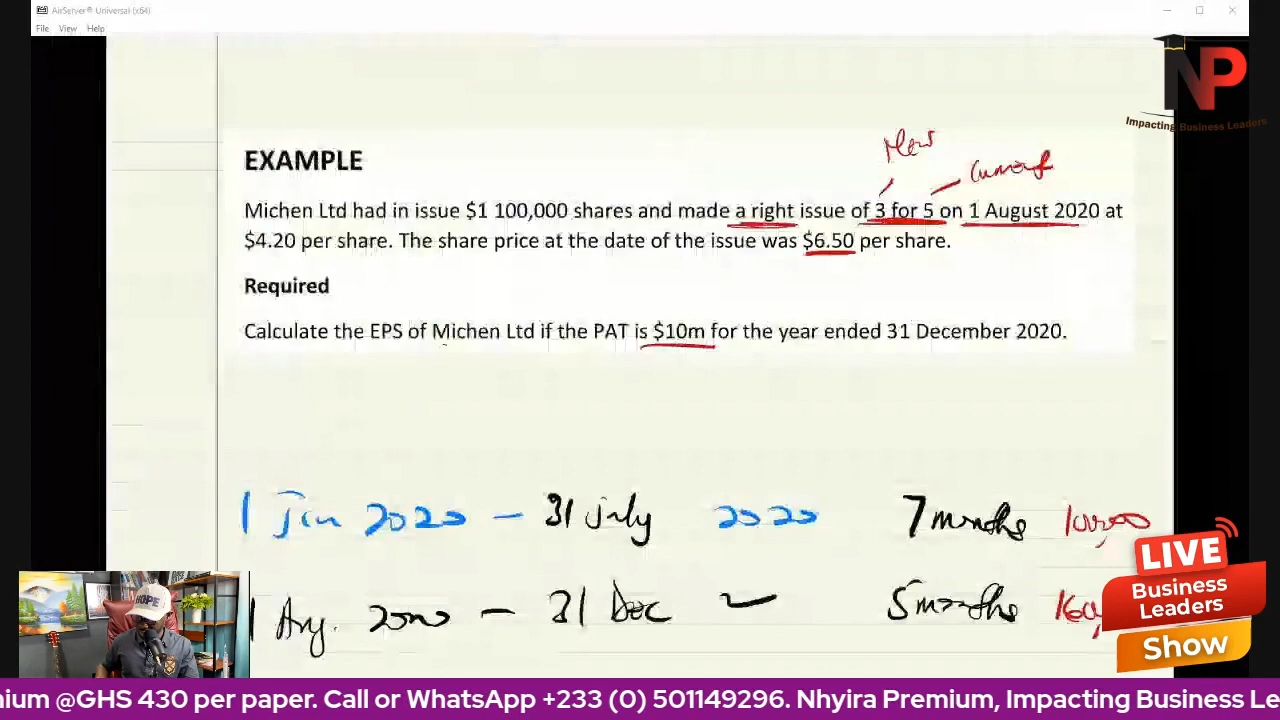 AirServer® Universal (x64)
File View Help
NP
Impacting Business Leaders
New
Current
EXAMPLE
Michen Ltd had in issue $1 100,000 shares and made a right issue of 3 for 5 on 1 August 2020 at
$4.20 per share. The share price at the date of the issue was $6.50 per share.
Required
Calculate the EPS of Michen Ltd if the PAT is $10m for the year ended 31 December 2020.
1 Jan 2020 – 31 july 2020 7 months 100,000
1 Aug. 2020 – 31 Dec 5 months 160,
HOPE
LIVE
Business
Leaders
Show
nium @GHS 430 per paper. Call or WhatsApp +233 (0) 501149296. Nhyira Premium, Impacting Business Le